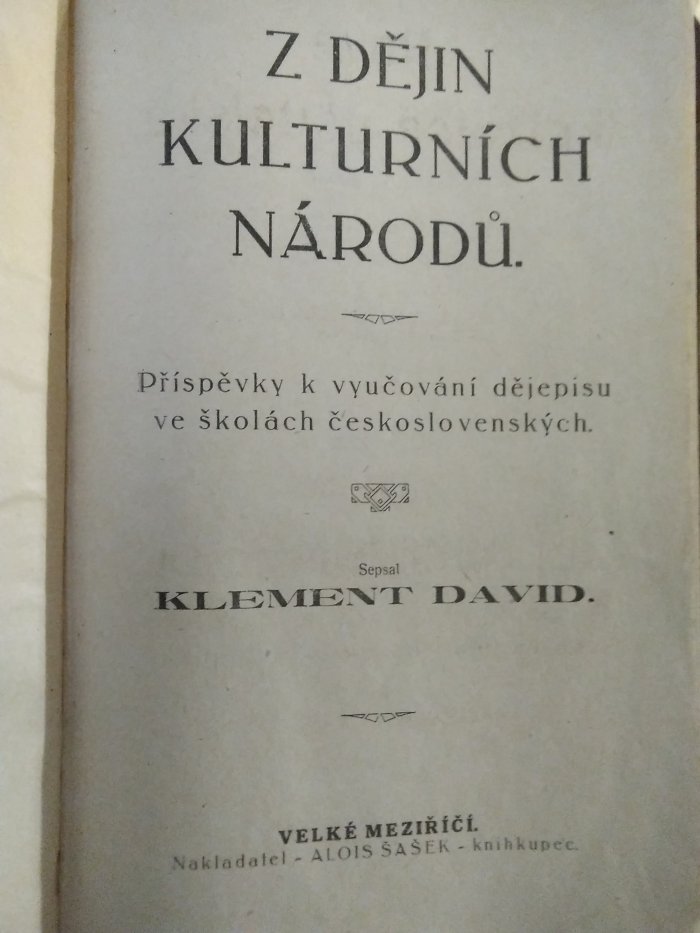 Z DĚJIN
KULTURNÍCH
NÁRODŮ.
Příspěvky k vyučování dějepisu
ve školách československých.
Sepsal
KLEMENT DAVID.
VELKÉ MEZIŘÍČÍ.
Nakladatel - ALOIS ŠAŠEK - knihkupec.